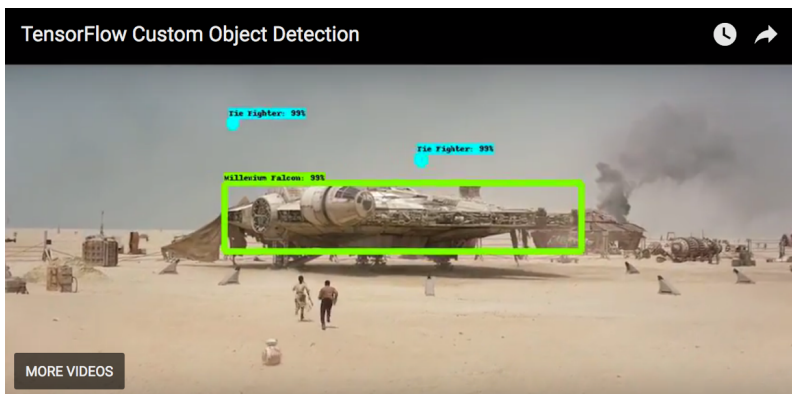 TensorFlow Custom Object Detection
Tie Fighter: 99%
Tie Fighter: 99%
Millenium Falcon: 99%
MORE VIDEOS